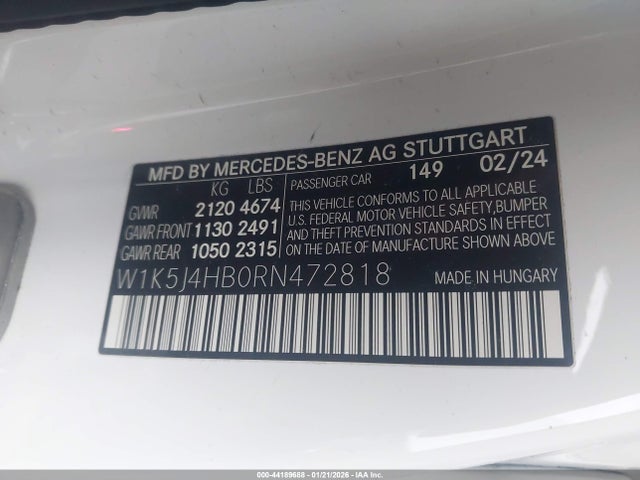 MFD BY MERCEDES-BENZ AG STUTTGART
KG LBS
GVWR 2120 4674
GAWR FRONT 1130 2491
GAWR REAR 1050 2315
PASSENGER CAR 149 02/24
THIS VEHICLE CONFORMS TO ALL APPLICABLE
U.S. FEDERAL MOTOR VEHICLE SAFETY,BUMPER
AND THEFT PREVENTION STANDARDS IN EFFECT
ON THE DATE OF MANUFACTURE SHOWN ABOVE.
W1K5J4HB0RN472818 MADE IN HUNGARY
000-44189688 - 01/21/2026 - IAA Inc.